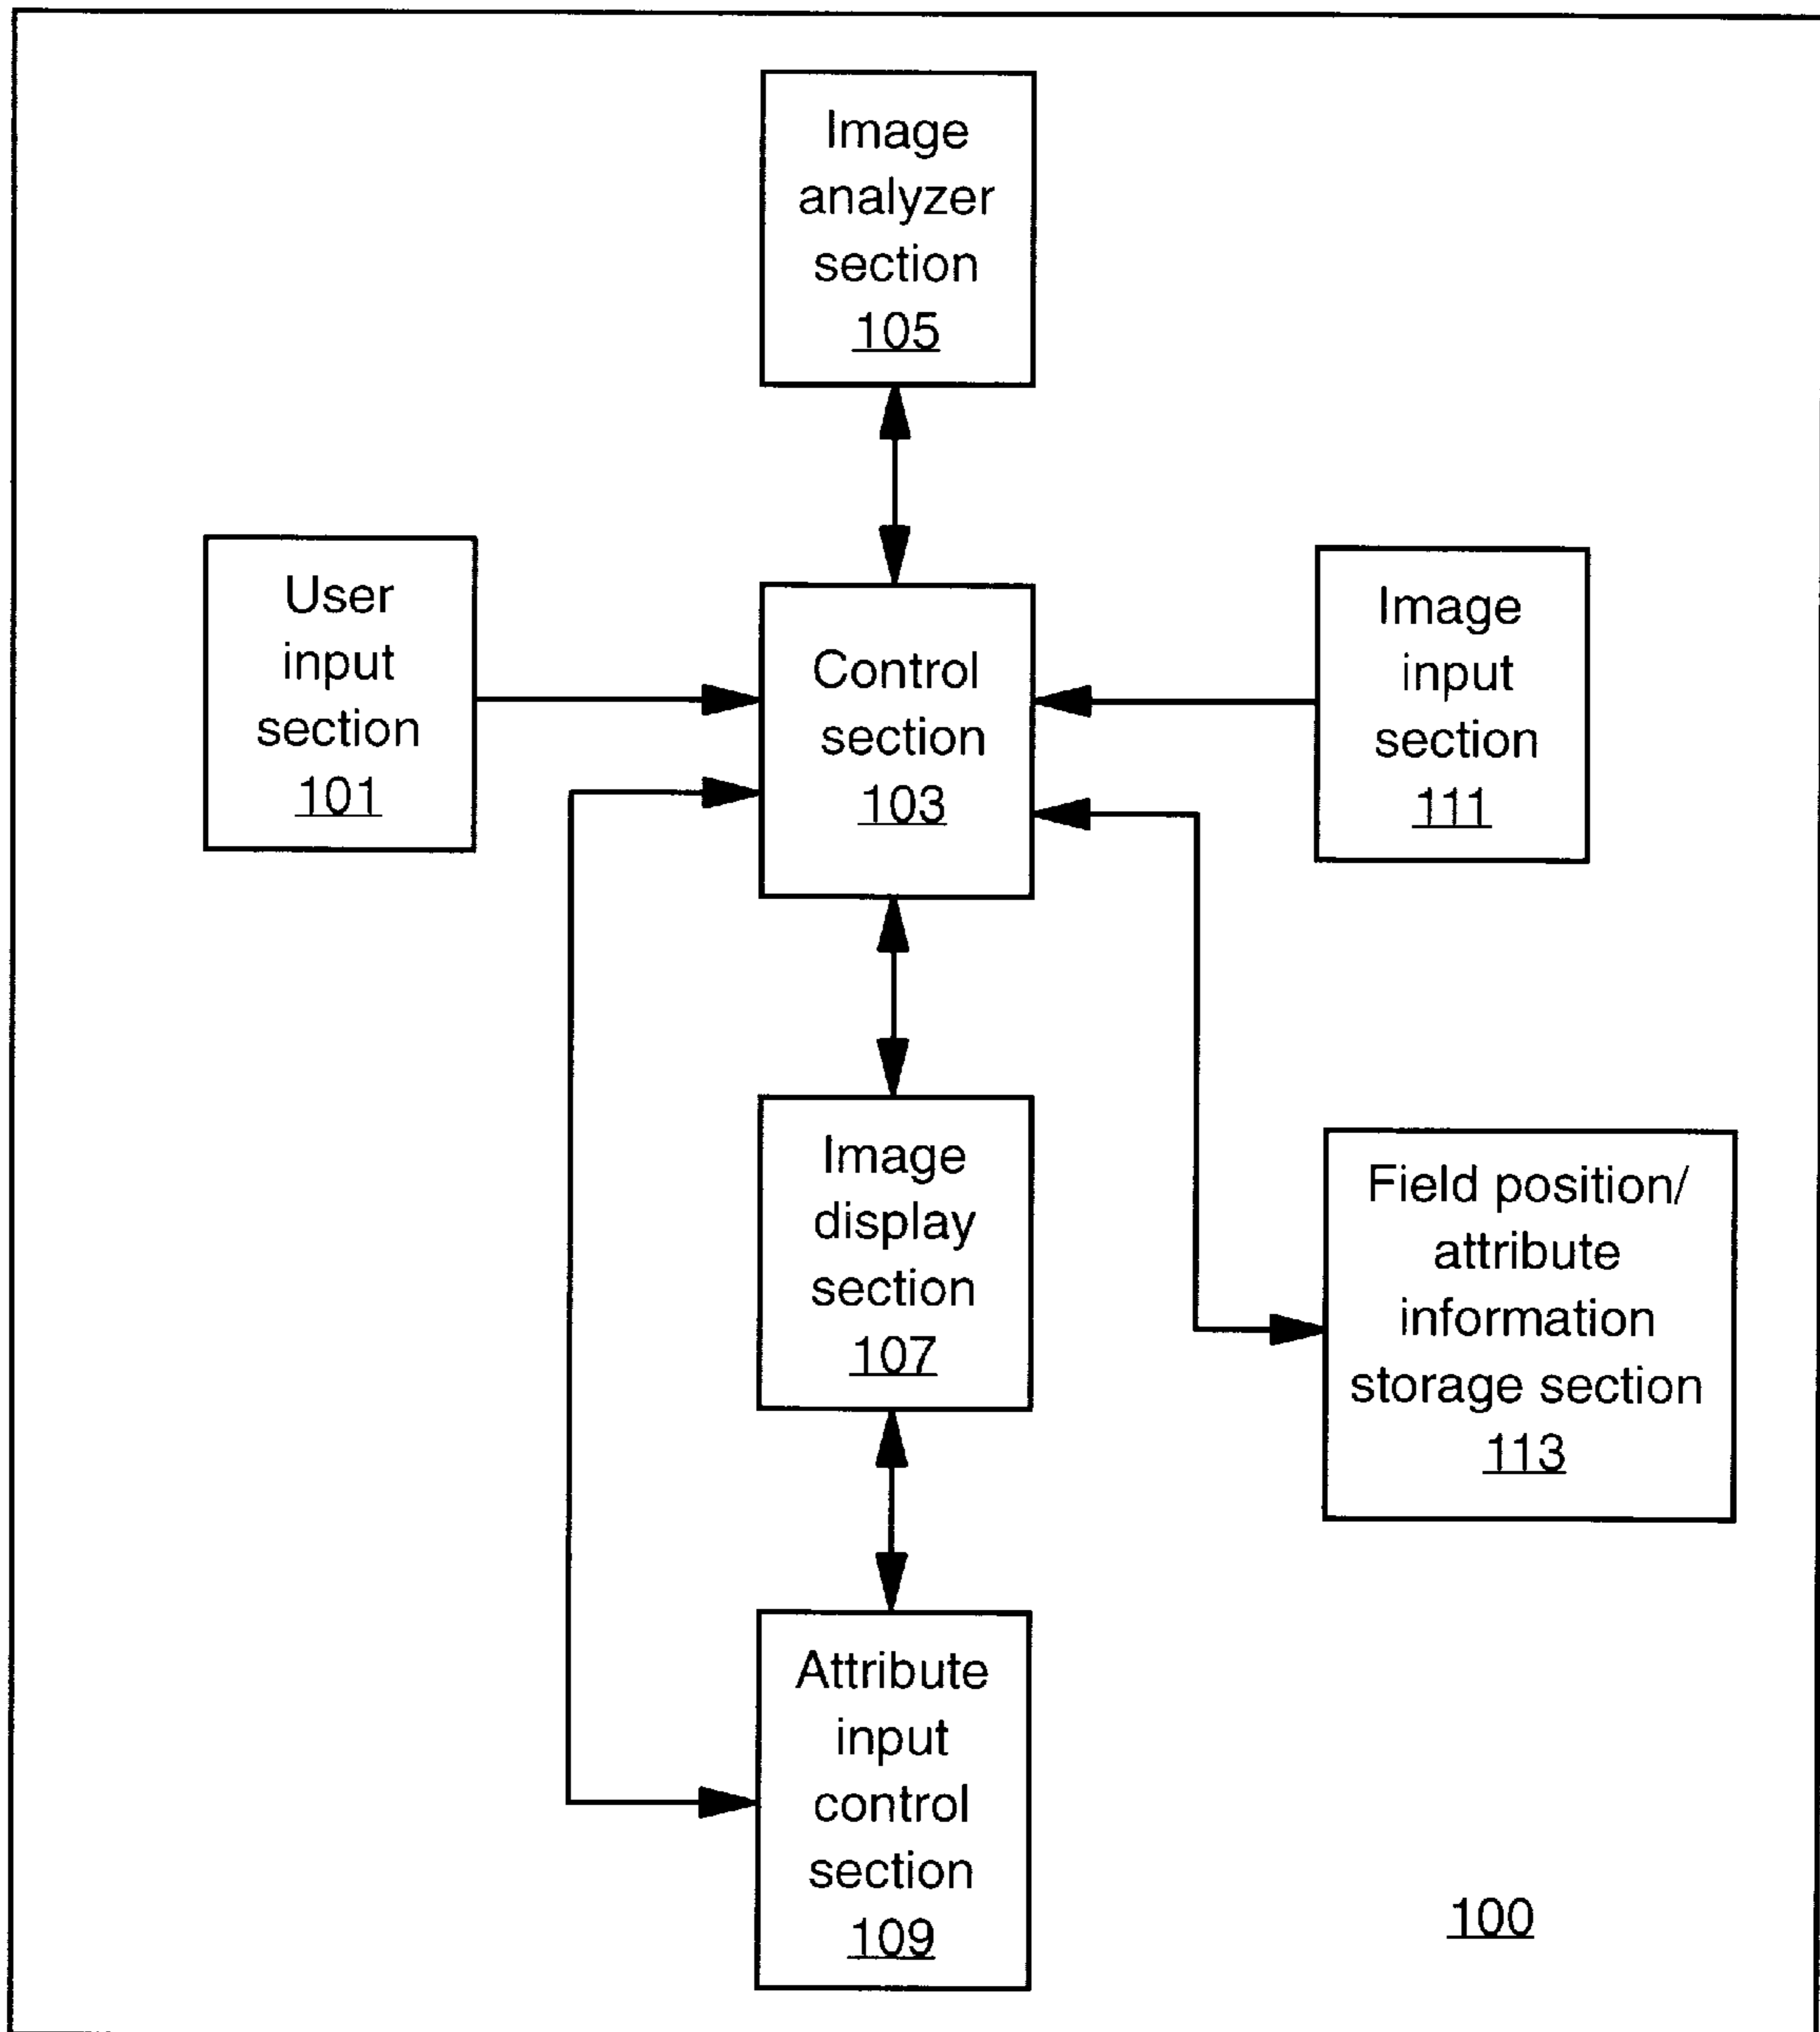 Image
analyzer
section
105
User
input
section
101
Control
section
103
Image
input
section
111
Image
display
section
107
Field position/
attribute
information
storage section
113
Attribute
input
control
section
109
100